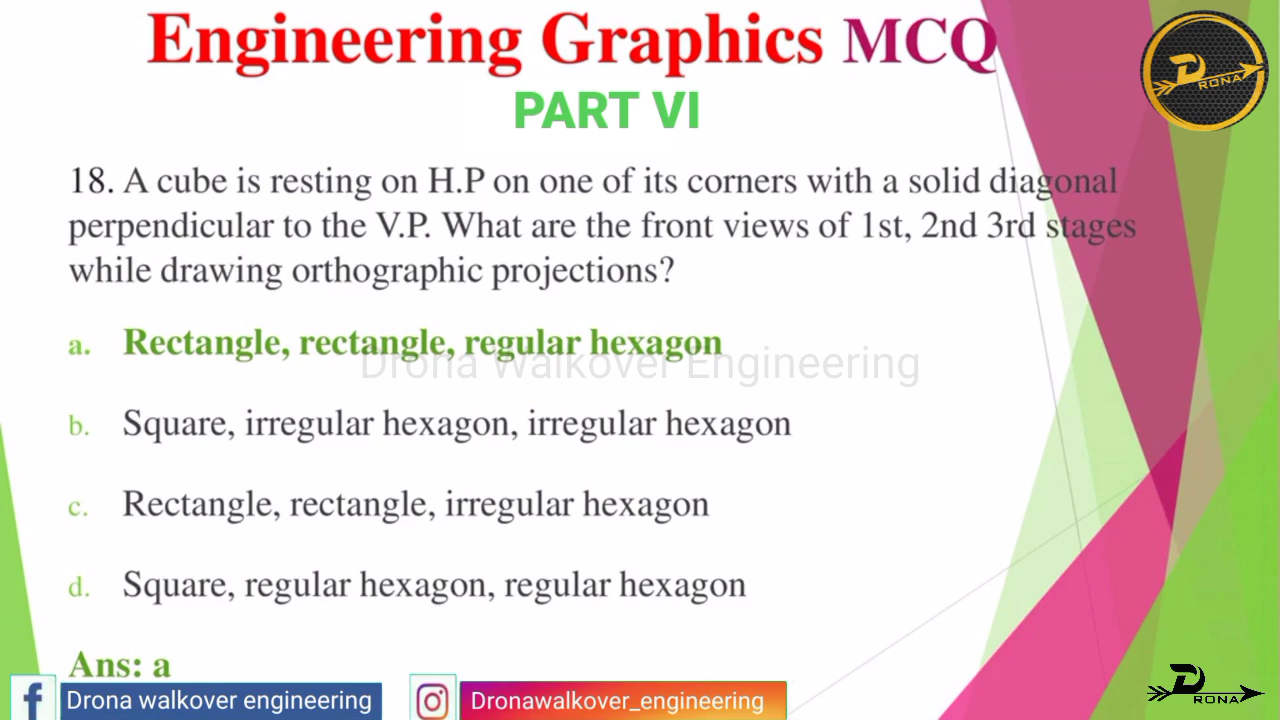 Engineering Graphics MCQ
PART VI
D
RONA
18. A cube is resting on H.P on one of its corners with a solid diagonal
perpendicular to the V.P. What are the front views of 1st, 2nd 3rd stages
while drawing orthographic projections?
a. Rectangle, rectangle, regular hexagon
Drona Walkover Engineering
b. Square, irregular hexagon, irregular hexagon
c. Rectangle, rectangle, irregular hexagon
d. Square, regular hexagon, regular hexagon
Ans: a
Drona walkover engineering
Dronawalkover_engineering
D
RONA